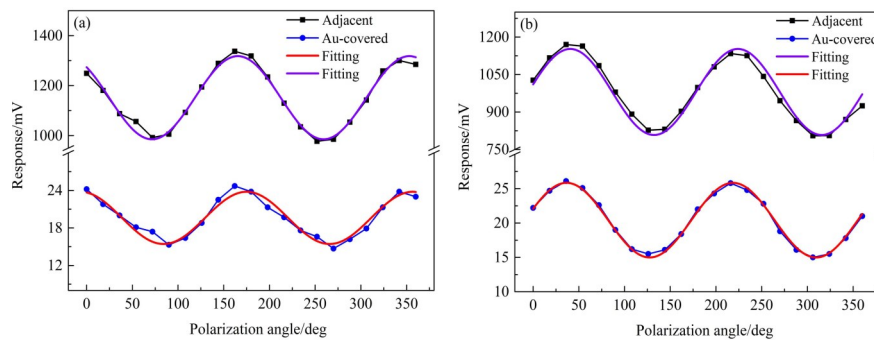 (a)
Adjacent
Au-covered
Fitting
Fitting
1400
1200
1000
24
18
12
Response/mV
0 50 100 150 200 250 300 350
Polarization angle/deg
(b)
Adjacent
Au-covered
Fitting
Fitting
1200
1050
900
750
25
20
15
10
Response/mV
0 50 100 150 200 250 300 350
Polarization angle/deg